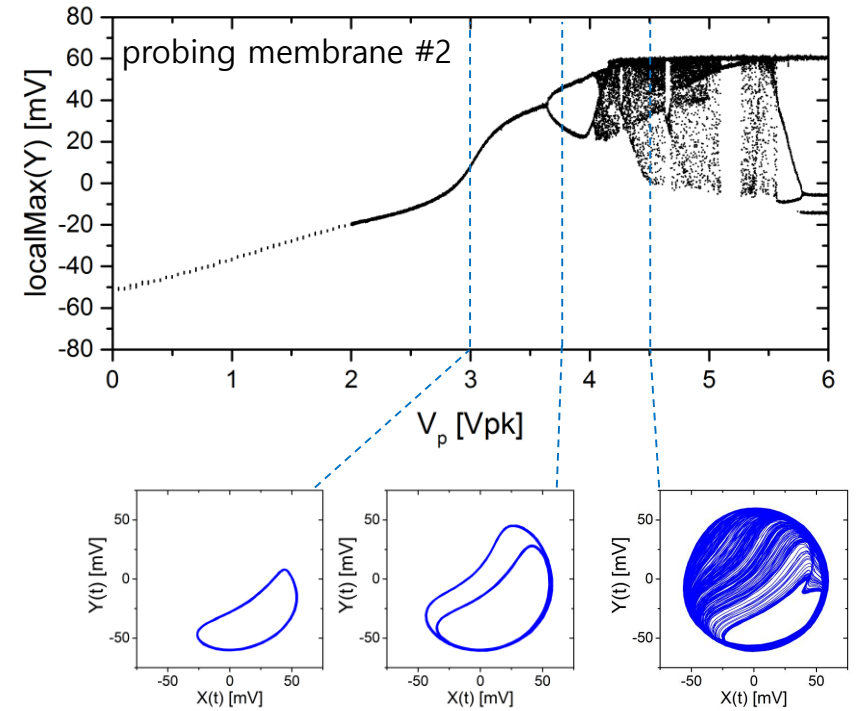 probing membrane #2
localMax(Y) [mV]
80
60
40
20
0
-20
-40
-60
-80
0 1 2 3 4 5 6
Vp [Vpk]
Y(t) [mV]
50
0
-50
-50 0 50
X(t) [mV]
Y(t) [mV]
50
0
-50
-50 0 50
X(t) [mV]
Y(t) [mV]
50
0
-50
-50 0 50
X(t) [mV]